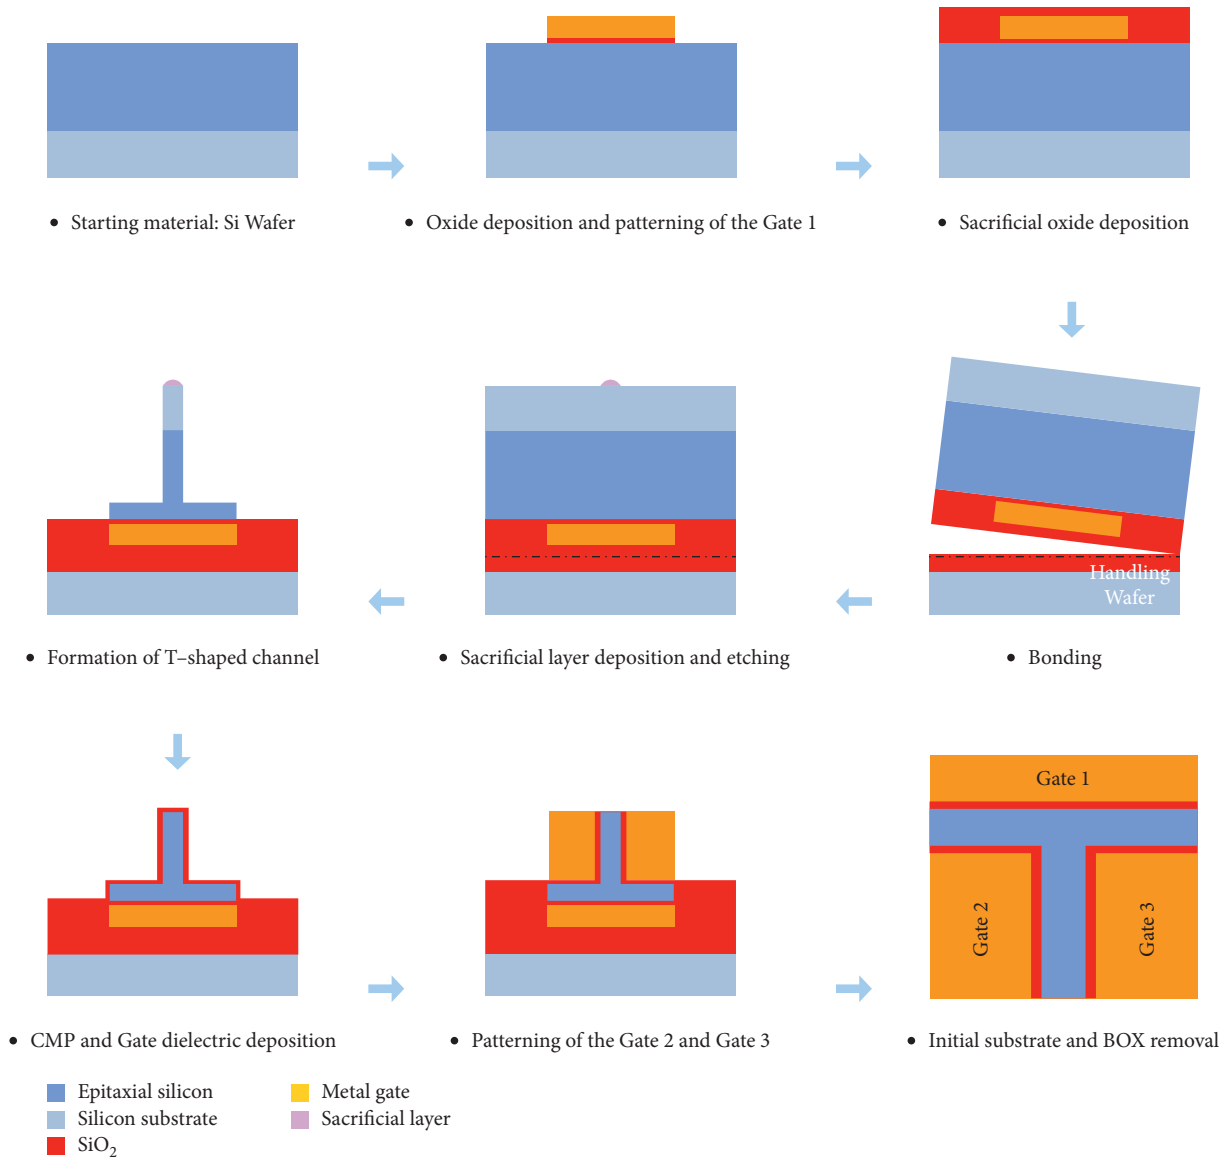 • Starting material: Si Wafer
• Oxide deposition and patterning of the Gate 1
• Sacrificial oxide deposition
Handling
Wafer
• Formation of T–shaped channel
• Sacrificial layer deposition and etching
• Bonding
Gate 1
Gate 2
Gate 3
• CMP and Gate dielectric deposition
• Patterning of the Gate 2 and Gate 3
• Initial substrate and BOX removal
Epitaxial silicon
Silicon substrate
SiO₂
Metal gate
Sacrificial layer